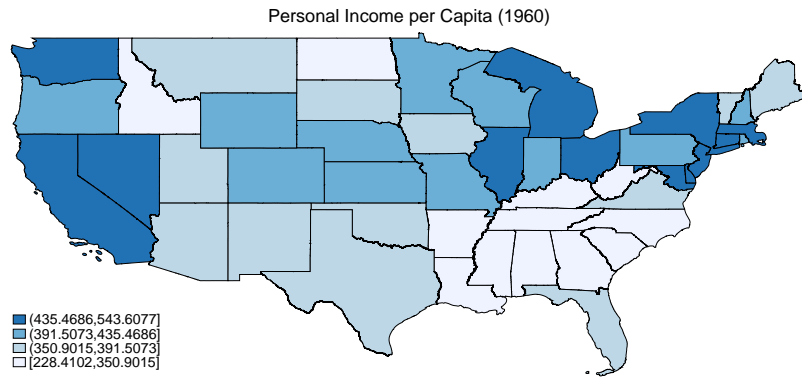 Personal Income per Capita (1960)
(435.4686,543.6077]
(391.5073,435.4686]
(350.9015,391.5073]
[228.4102,350.9015]